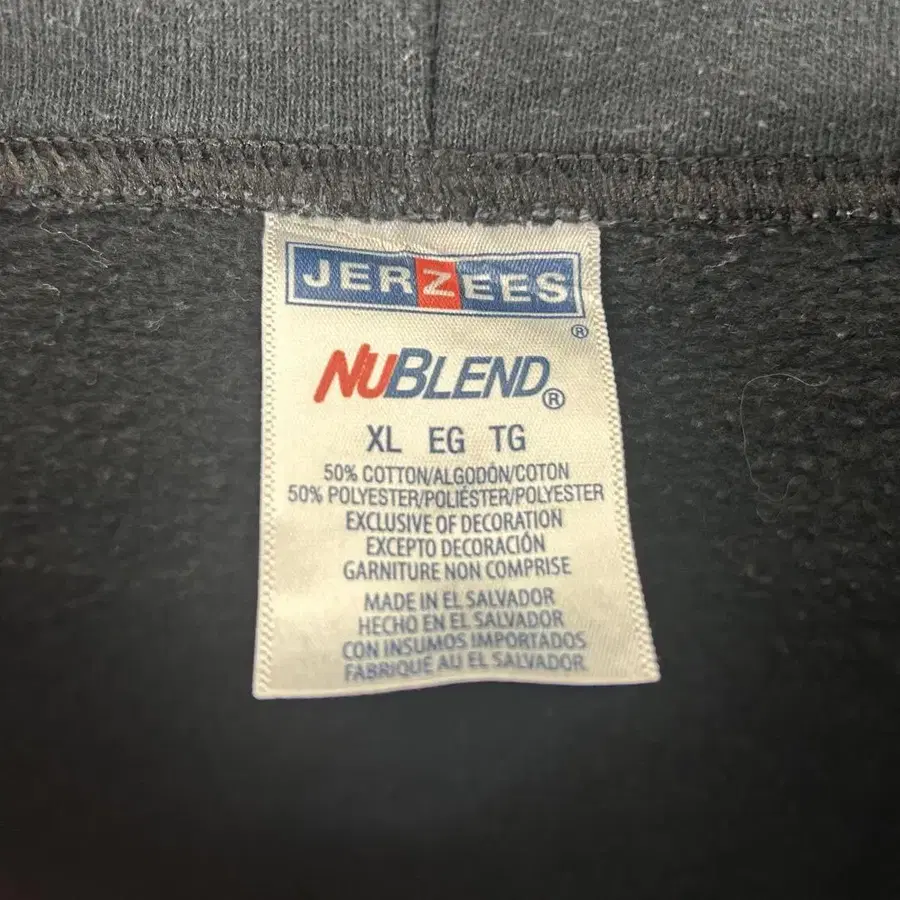 JERZEES
®
NUBLEND®
XL EG TG
50% COTTON/ALGODÓN/COTON
50% POLYESTER/POLIÉSTER/POLYESTER
EXCLUSIVE OF DECORATION
EXCEPTO DECORACIÓN
GARNITURE NON COMPRISE
MADE IN EL SALVADOR
HECHO EN EL SALVADOR
CON INSUMOS IMPORTADOS
FABRIQUÉ AU EL SALVADOR